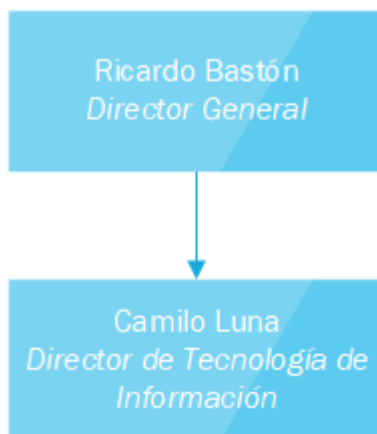 Ricardo Bastón
Director General
Camilo Luna
Director de Tecnología de
Información